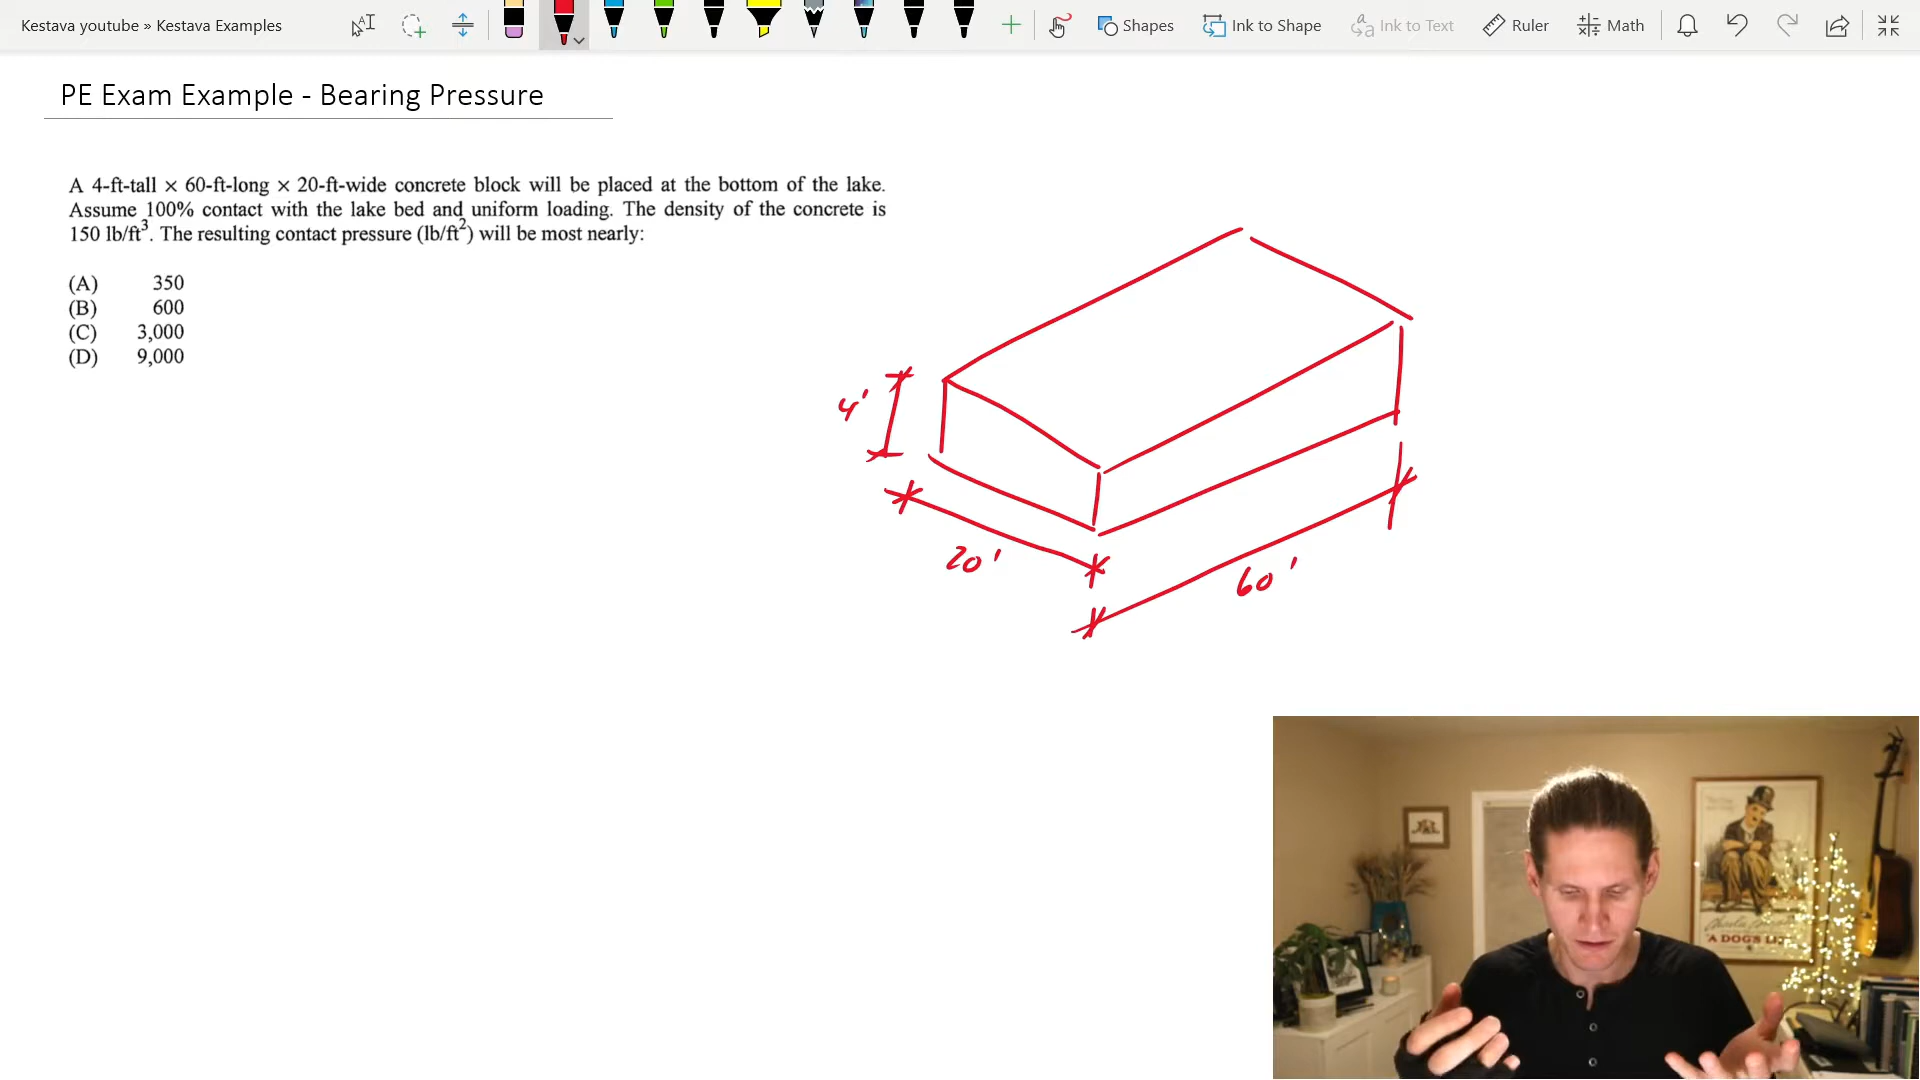 Kestava youtube » Kestava Examples
Shapes
Ink to Shape
Ink to Text
Ruler
Math
PE Exam Example - Bearing Pressure
A 4-ft-tall × 60-ft-long × 20-ft-wide concrete block will be placed at the bottom of the lake.
Assume 100% contact with the lake bed and uniform loading. The density of the concrete is
150 lb/ft³. The resulting contact pressure (lb/ft²) will be most nearly:
(A) 350
(B) 600
(C) 3,000
(D) 9,000
4'
20'
60'
"A DOG'S LI